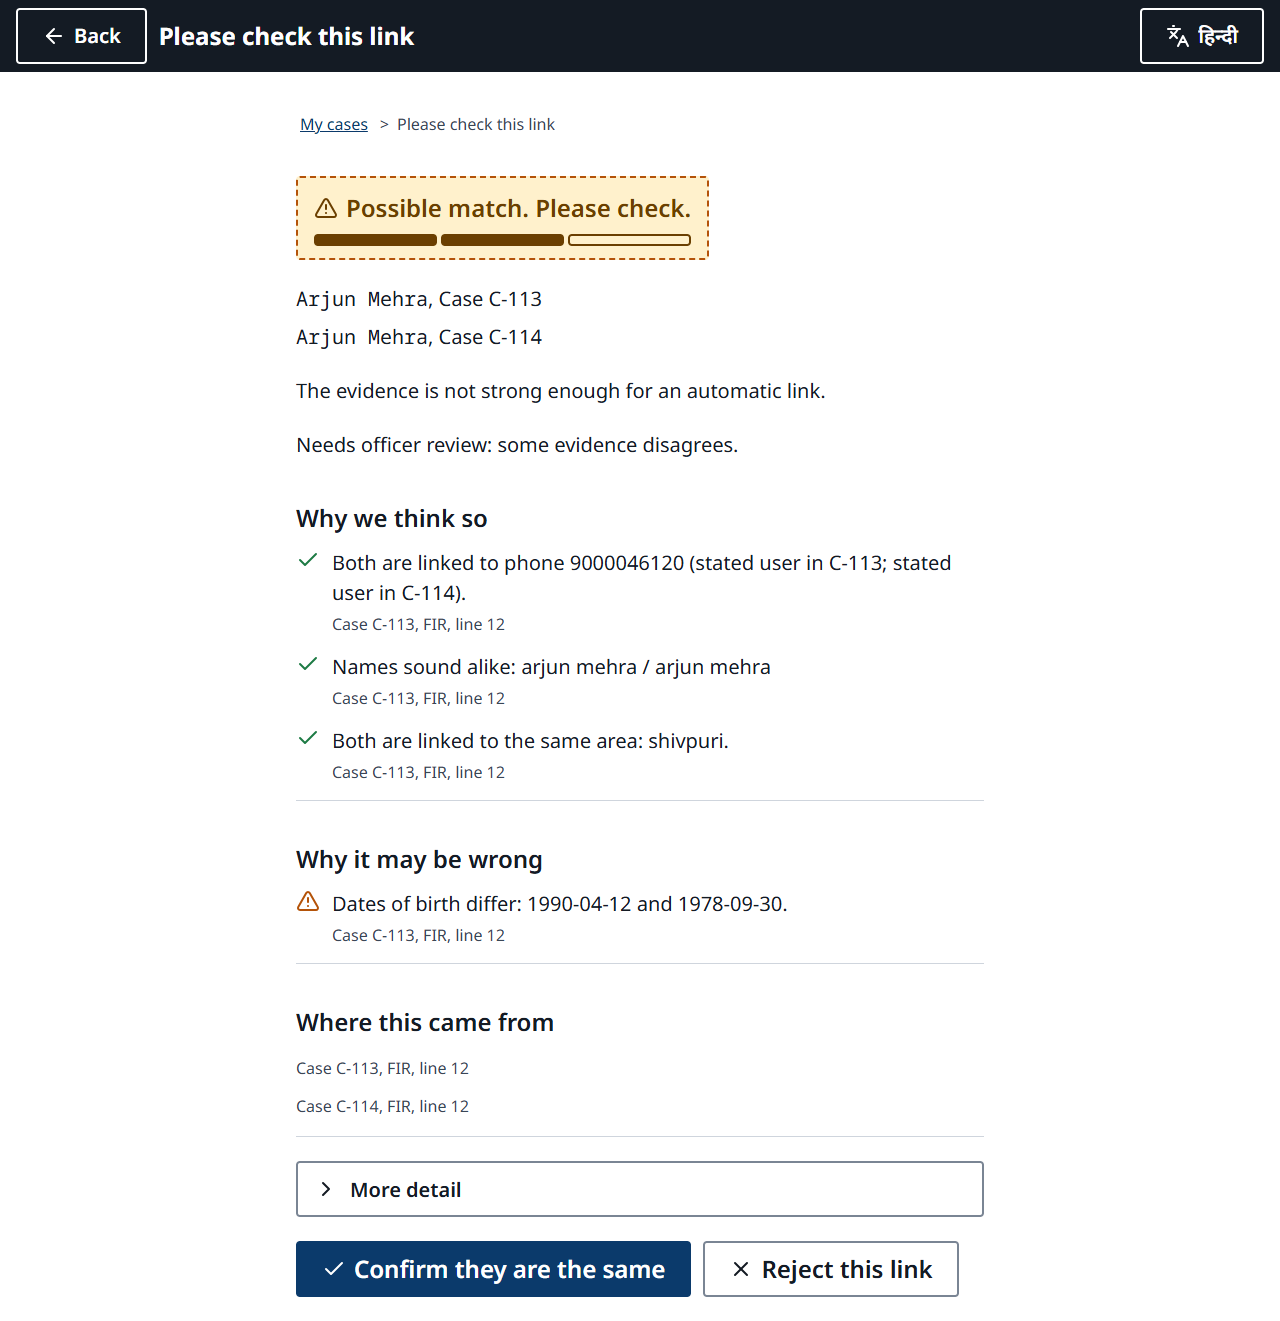 Back
Please check this link
हिन्दी
My cases > Please check this link
Possible match. Please check.
Arjun Mehra, Case C-113
Arjun Mehra, Case C-114
The evidence is not strong enough for an automatic link.
Needs officer review: some evidence disagrees.
Why we think so
Both are linked to phone 9000046120 (stated user in C-113; stated
user in C-114).
Case C-113, FIR, line 12
Names sound alike: arjun mehra / arjun mehra
Case C-113, FIR, line 12
Both are linked to the same area: shivpuri.
Case C-113, FIR, line 12
Why it may be wrong
Dates of birth differ: 1990-04-12 and 1978-09-30.
Case C-113, FIR, line 12
Where this came from
Case C-113, FIR, line 12
Case C-114, FIR, line 12
More detail
Confirm they are the same
Reject this link